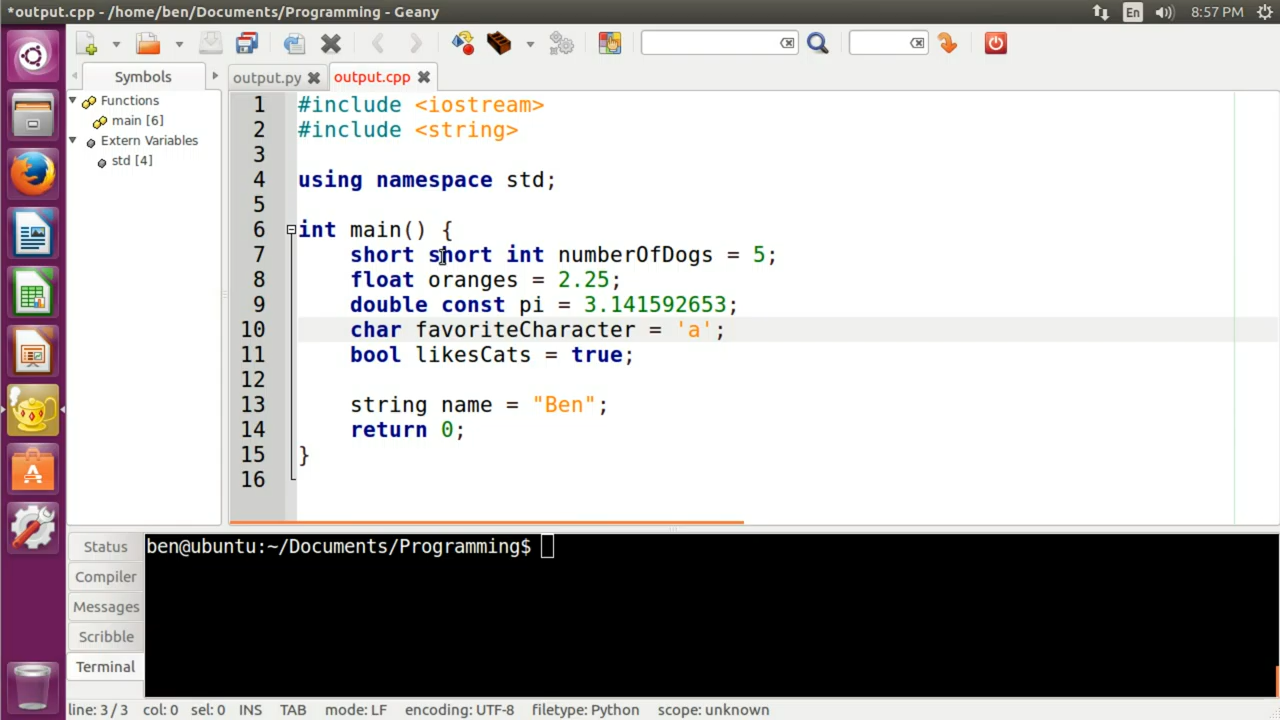 *output.cpp - /home/ben/Documents/Programming - Geany
En
8:57 PM
Symbols
output.py
output.cpp
Functions
main [6]
Extern Variables
std [4]
1 #include <iostream>
2 #include <string>
3
4 using namespace std;
5
6 int main() {
7 short short int numberOfDogs = 5;
8 float oranges = 2.25;
9 double const pi = 3.141592653;
10 char favoriteCharacter = 'a';
11 bool likesCats = true;
12
13 string name = "Ben";
14 return 0;
15 }
16
Status
Compiler
Messages
Scribble
Terminal
ben@ubuntu:~/Documents/Programming$
line: 3 / 3 col: 0 sel: 0 INS TAB mode: LF encoding: UTF-8 filetype: Python scope: unknown